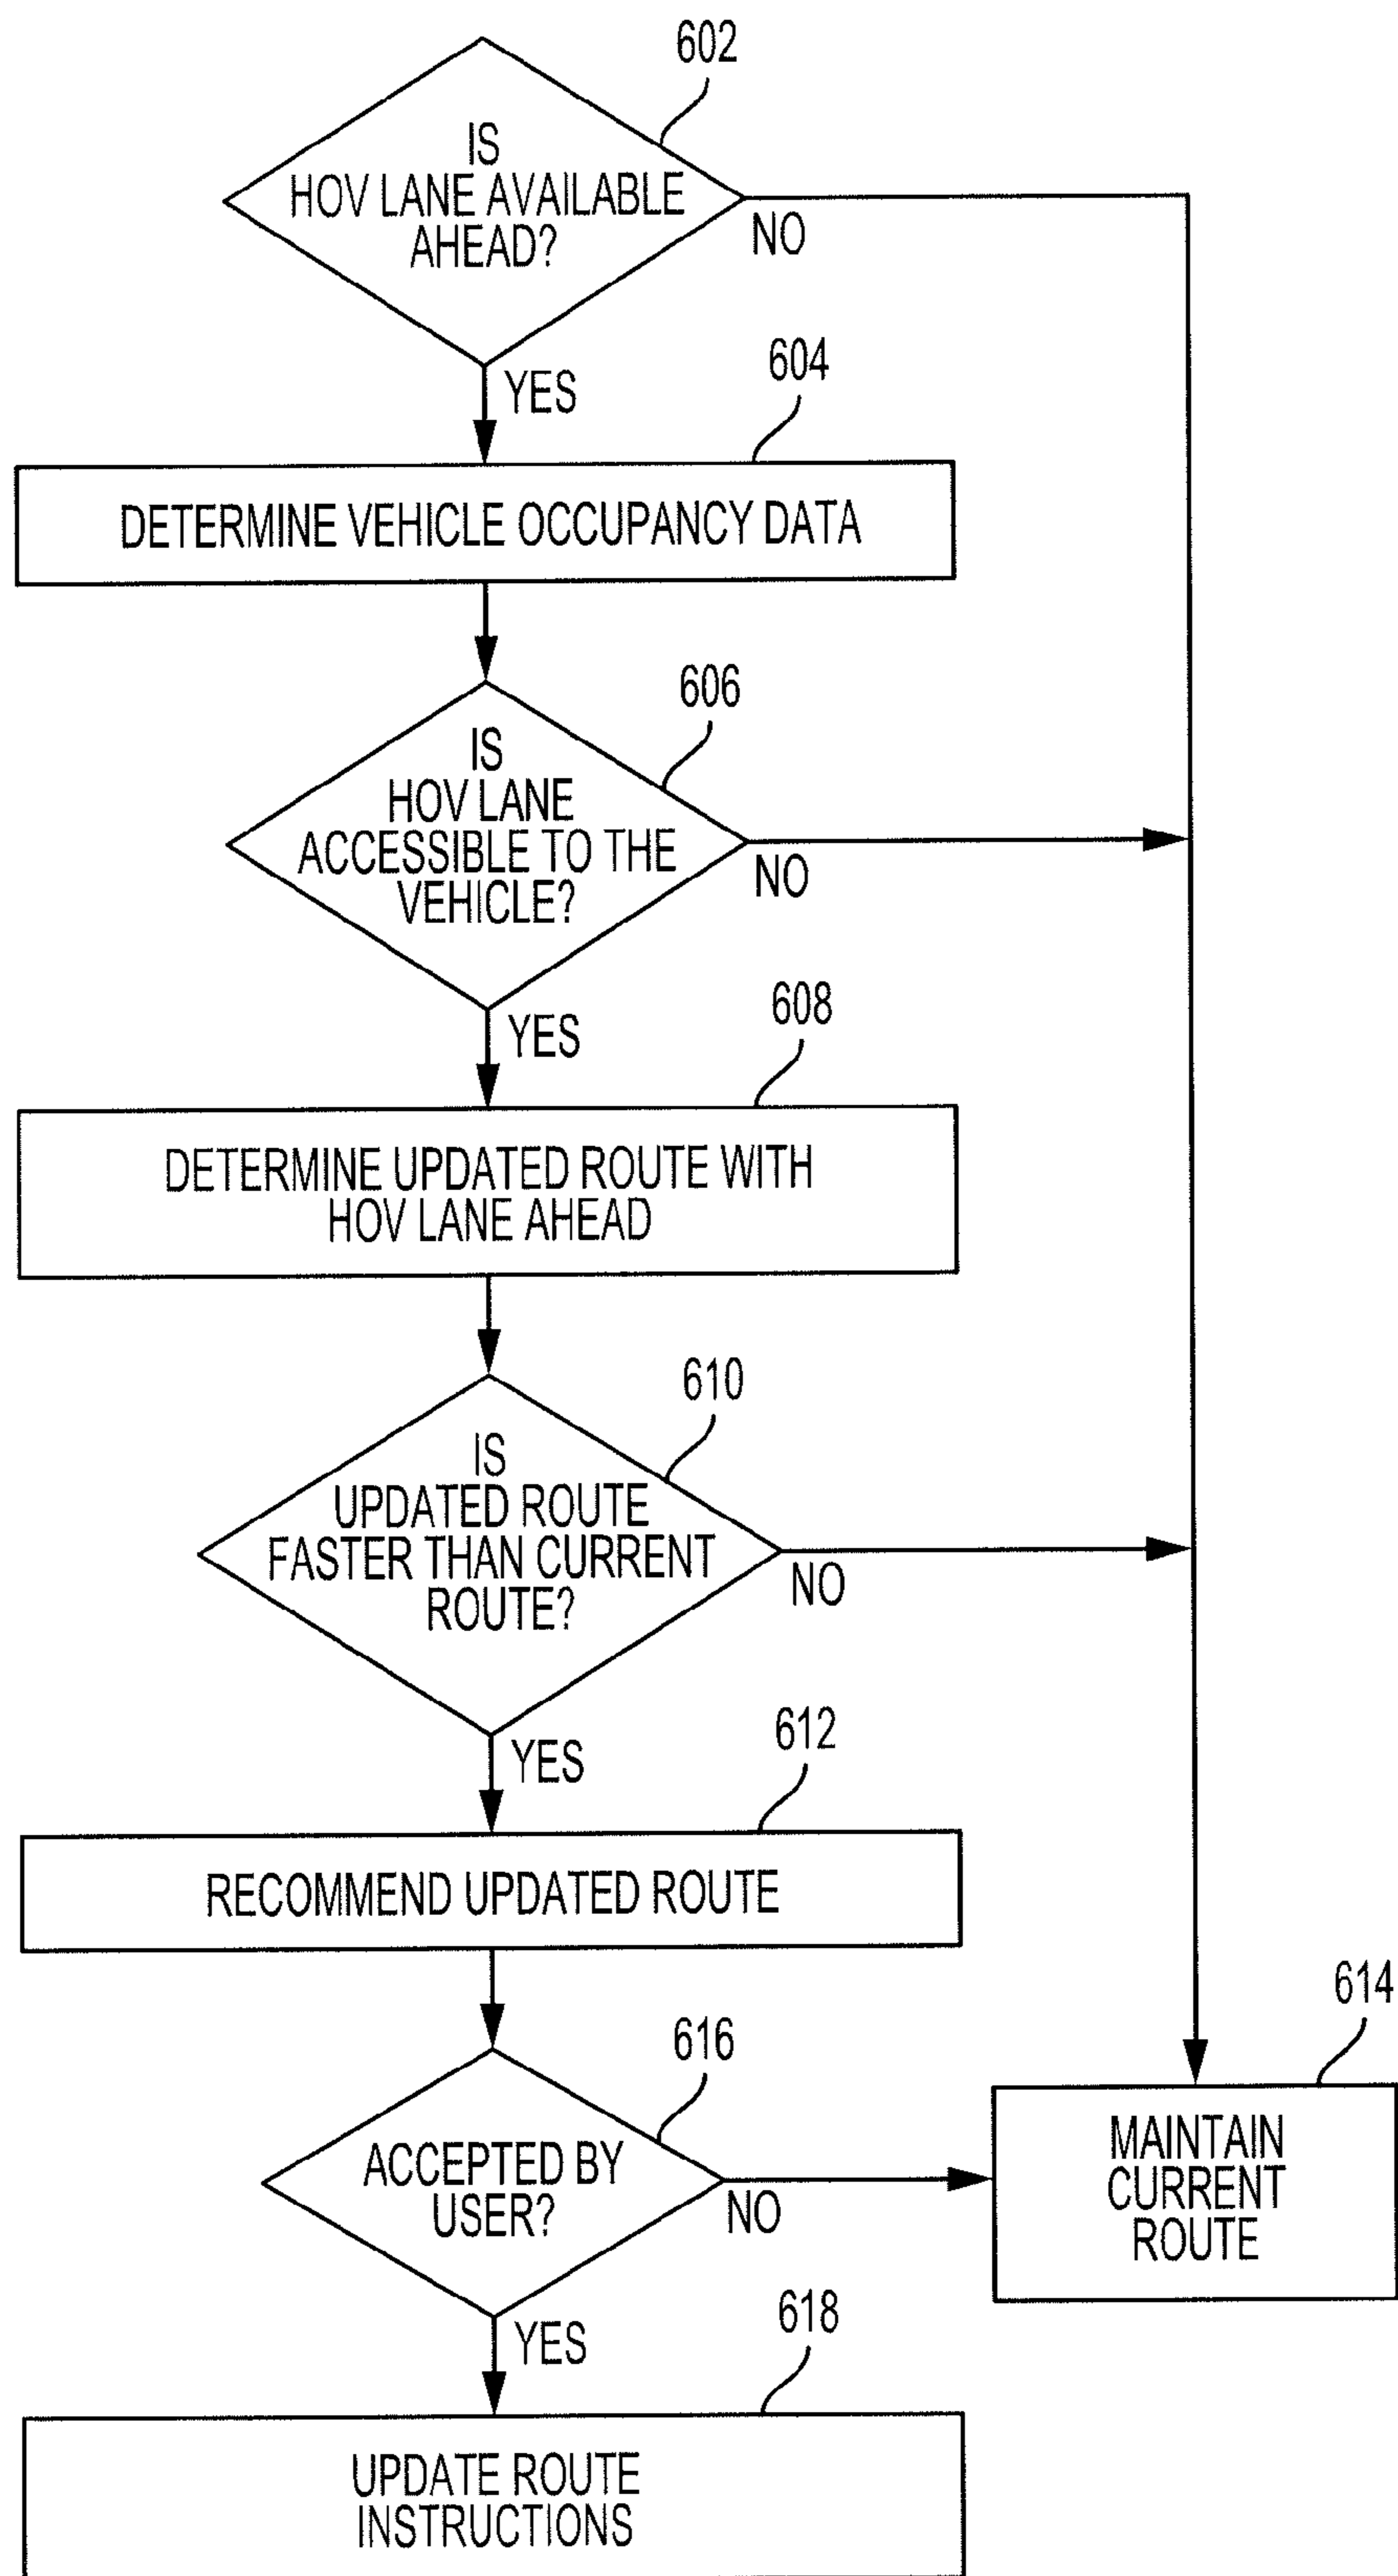 602
IS
HOV LANE AVAILABLE
AHEAD?
NO
YES
604
DETERMINE VEHICLE OCCUPANCY DATA
606
IS
HOV LANE
ACCESSIBLE TO THE
VEHICLE?
NO
YES
608
DETERMINE UPDATED ROUTE WITH
HOV LANE AHEAD
610
IS
UPDATED ROUTE
FASTER THAN CURRENT
ROUTE?
NO
YES
612
RECOMMEND UPDATED ROUTE
616
ACCEPTED BY
USER?
NO
YES
614
MAINTAIN
CURRENT
ROUTE
618
UPDATE ROUTE
INSTRUCTIONS